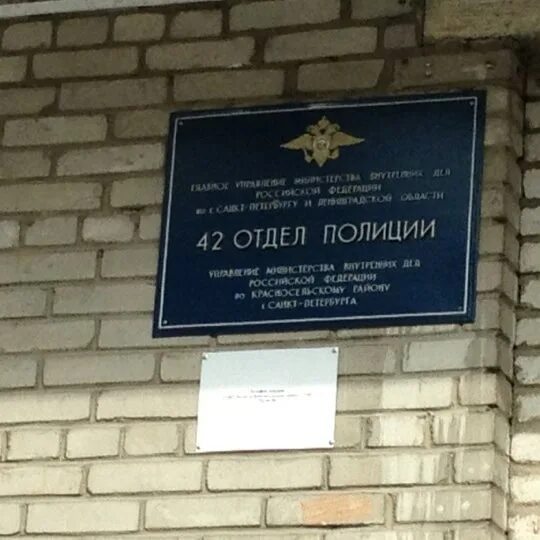 ГЛАВНОЕ УПРАВЛЕНИЕ МИНИСТЕРСТВА ВНУТРЕННИХ ДЕЛ
РОССИЙСКОЙ ФЕДЕРАЦИИ
по г. САНКТ-ПЕТЕРБУРГУ И ЛЕНИНГРАДСКОЙ ОБЛАСТИ
42 ОТДЕЛ ПОЛИЦИИ
УПРАВЛЕНИЕ МИНИСТЕРСТВА ВНУТРЕННИХ ДЕЛ
РОССИЙСКОЙ ФЕДЕРАЦИИ
по КРАСНОСЕЛЬСКОМУ РАЙОНУ
г. САНКТ-ПЕТЕРБУРГА